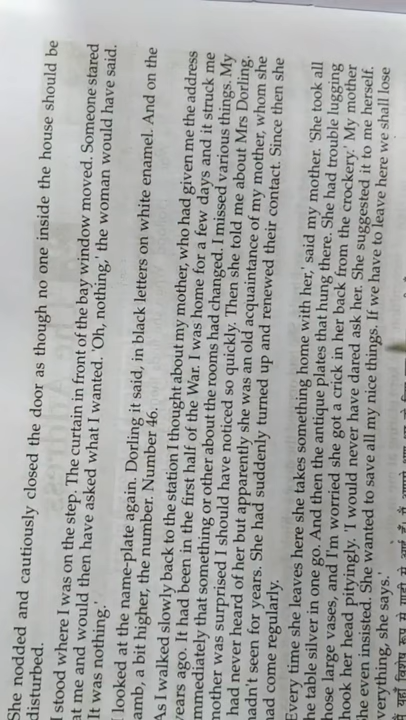 She nodded and cautiously closed the door as though no one inside the house should be
disturbed.
I stood where I was on the step. The curtain in front of the bay window moved. Someone stared
at me and would then have asked what I wanted. 'Oh, nothing,' the woman would have said.
'It was nothing.'
I looked at the name-plate again. Dorling it said, in black letters on white enamel. And on the
amb, a bit higher, the number. Number 46.
As I walked slowly back to the station I thought about my mother, who had given me the address
years ago. It had been in the first half of the War. I was home for a few days and it struck me
mmediately that something or other about the rooms had changed. I missed various things. My
mother was surprised I should have noticed so quickly. Then she told me about Mrs Dorling.
had never heard of her but apparently she was an old acquaintance of my mother, whom she
hadn't seen for years. She had suddenly turned up and renewed their contact. Since then she
had come regularly.
Every time she leaves here she takes something home with her,' said my mother. 'She took all
he table silver in one go. And then the antique plates that hung there. She had trouble lugging
hose large vases, and I'm worried she got a crick in her back from the crockery.' My mother
hook her head pityingly. 'I would never have dared ask her. She suggested it to me herself.
he even insisted. She wanted to save all my nice things. If we have to leave here we shall lose
verything, she says.'